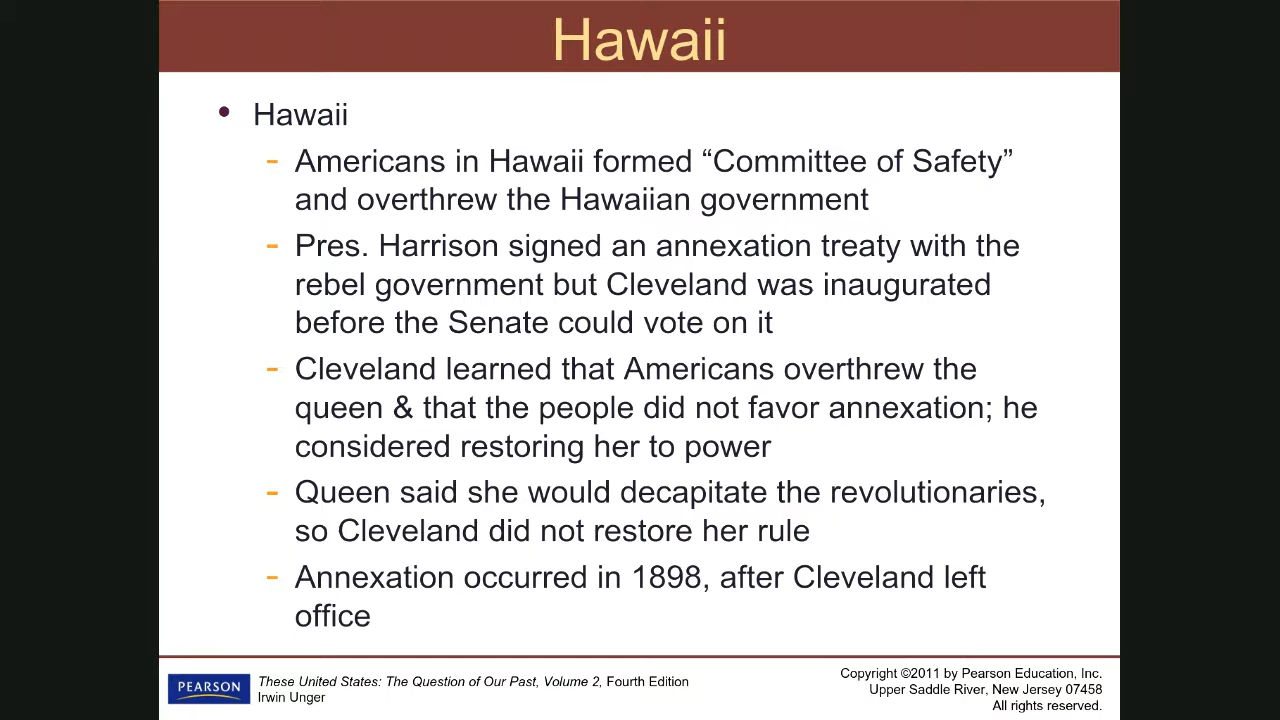 Hawaii
• Hawaii
- Americans in Hawaii formed “Committee of Safety”
and overthrew the Hawaiian government
- Pres. Harrison signed an annexation treaty with the
rebel government but Cleveland was inaugurated
before the Senate could vote on it
- Cleveland learned that Americans overthrew the
queen & that the people did not favor annexation; he
considered restoring her to power
- Queen said she would decapitate the revolutionaries,
so Cleveland did not restore her rule
- Annexation occurred in 1898, after Cleveland left
office
PEARSON
These United States: The Question of Our Past, Volume 2, Fourth Edition
Irwin Unger
Copyright ©2011 by Pearson Education, Inc.
Upper Saddle River, New Jersey 07458
All rights reserved.